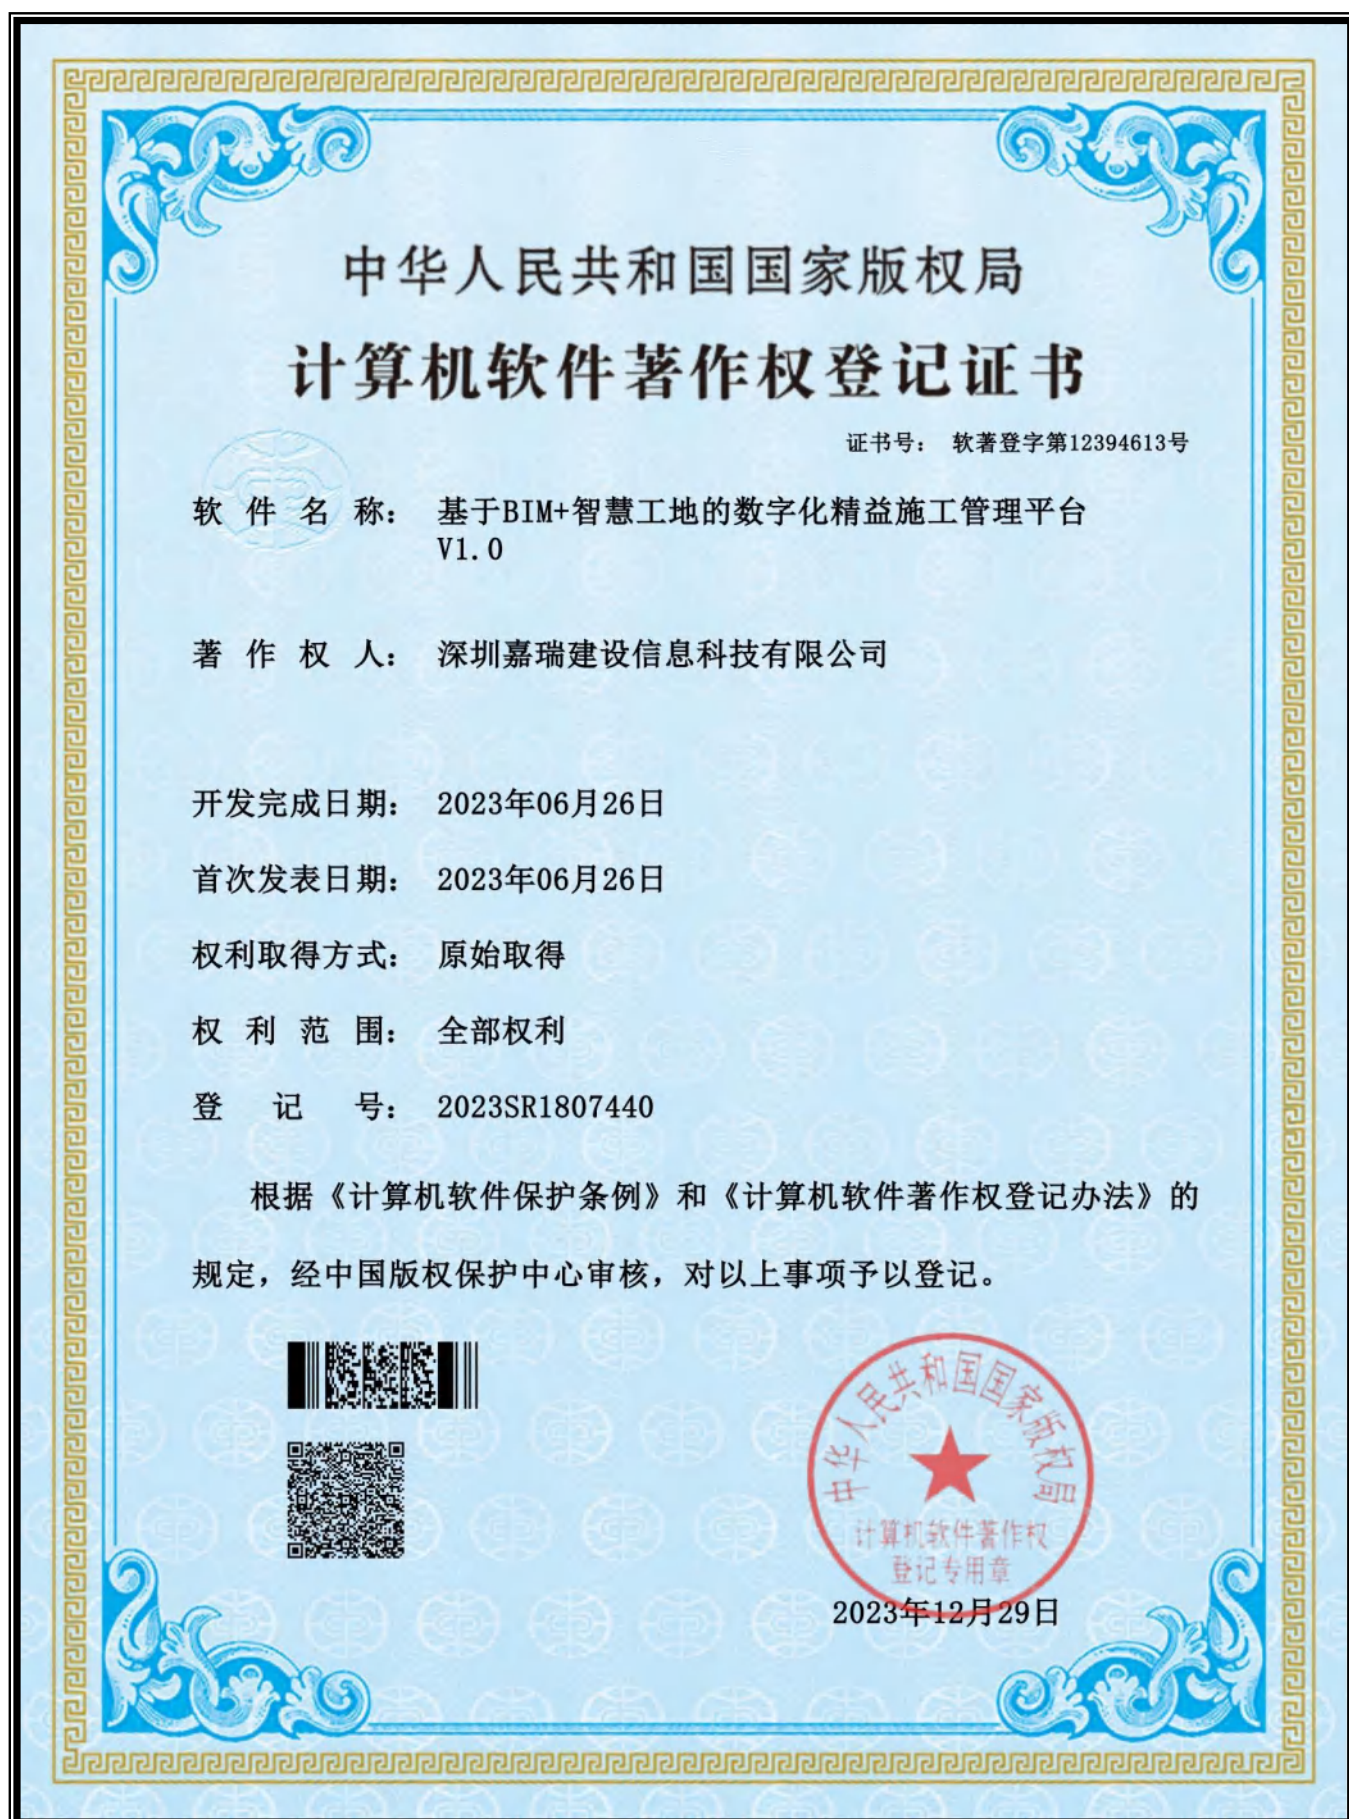 中华人民共和国国家版权局
计算机软件著作权登记证书
证书号： 软著登字第12394613号
软件名称： 基于BIM+智慧工地的数字化精益施工管理平台
V1.0
著作权人： 深圳嘉瑞建设信息科技有限公司
开发完成日期： 2023年06月26日
首次发表日期： 2023年06月26日
权利取得方式： 原始取得
权利范围： 全部权利
登记号： 2023SR1807440
根据《计算机软件保护条例》和《计算机软件著作权登记办法》的
规定，经中国版权保护中心审核，对以上事项予以登记。
中华人民共和国国家版权局
计算机软件著作权
登记专用章
2023年12月29日